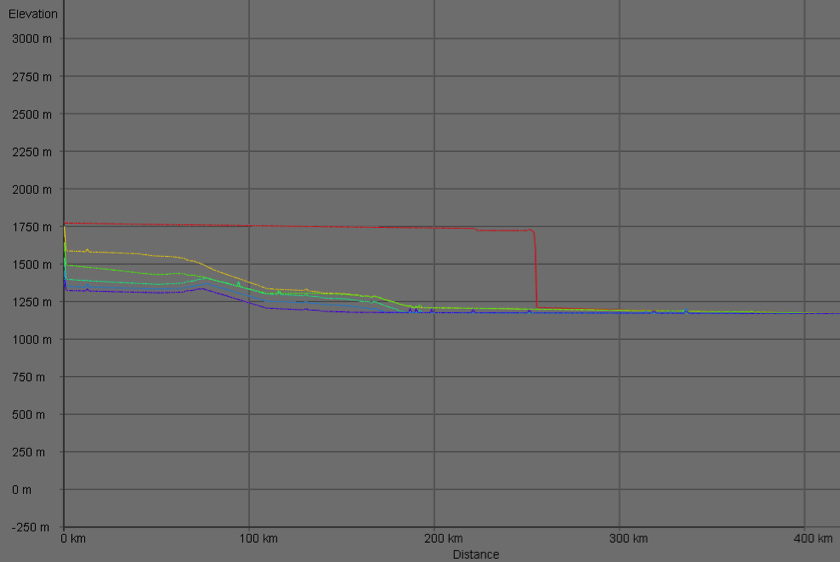 Elevation
3000 m
2750 m
2500 m
2250 m
2000 m
1750 m
1500 m
1250 m
1000 m
750 m
500 m
250 m
0 m
-250 m
0 km 100 km 200 km 300 km 400 km
Distance